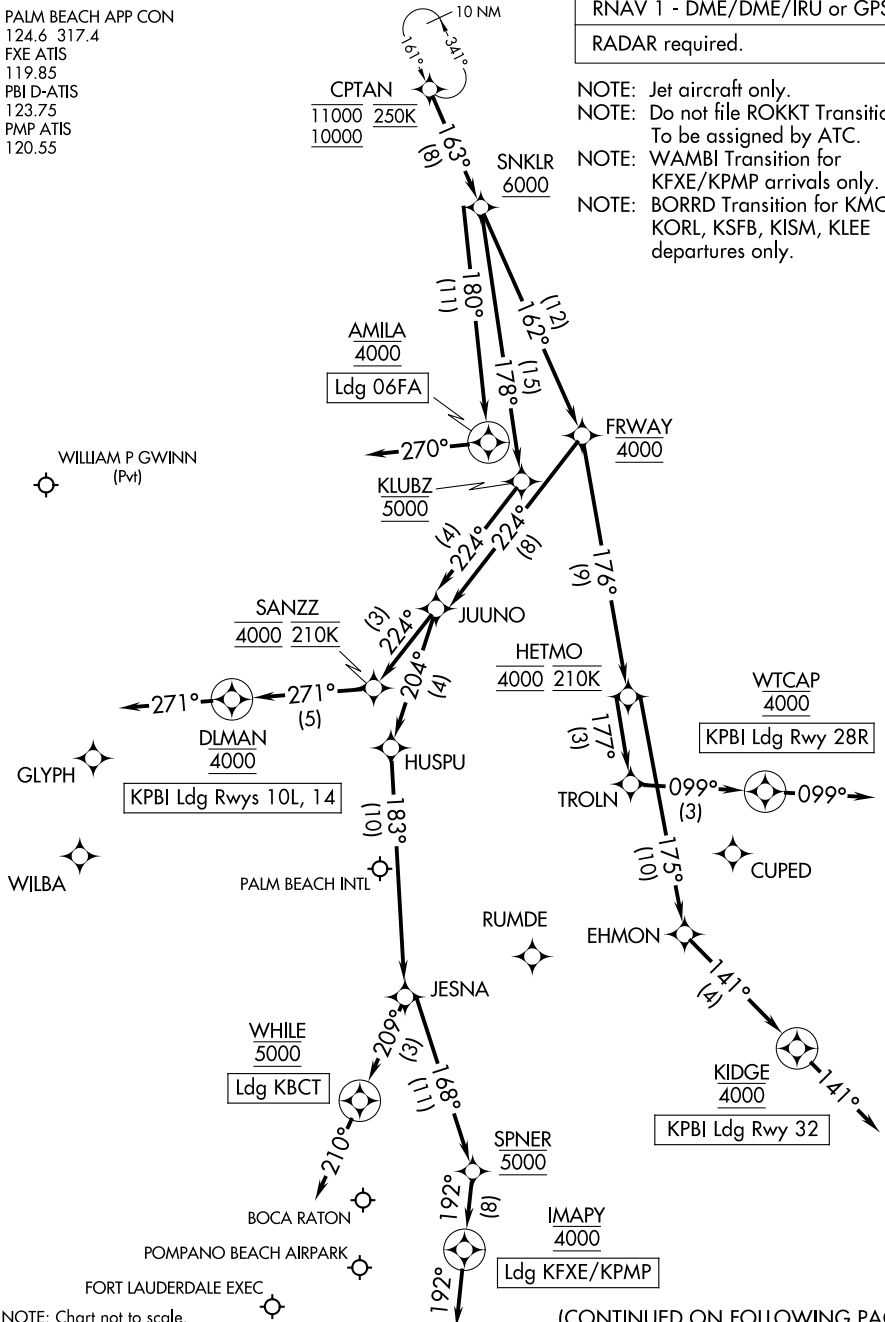 PALM BEACH APP CON
124.6 317.4
FXE ATIS
119.85
PBI D-ATIS
123.75
PMP ATIS
120.55
RNAV 1 - DME/DME/IRU or GPS
RADAR required.
NOTE: Jet aircraft only.
NOTE: Do not file ROKKT Transitio
To be assigned by ATC.
NOTE: WAMBI Transition for
KFXE/KPMP arrivals only.
NOTE: BORRD Transition for KMC
KORL, KSFB, KISM, KLEE
departures only.
10 NM
161°
341°
CPTAN
11000 250K
10000
163°
(8)
SNKLR
6000
180°
(11)
178°
(15)
162°
(12)
AMILA
4000
Ldg 06FA
270°
FRWAY
4000
WILLIAM P GWINN
(Pvt)
KLUBZ
5000
224°
(4)
224°
(8)
176°
(9)
JUUNO
SANZZ
4000 210K
(3)
224°
204°
(4)
HETMO
4000 210K
177°
(3)
WTCAP
4000
KPBI Ldg Rwy 28R
271°
271°
(5)
DLMAN
4000
KPBI Ldg Rwys 10L, 14
GLYPH
HUSPU
TROLN
099°
(3)
099°
183°
(10)
175°
(10)
CUPED
WILBA
PALM BEACH INTL
RUMDE
EHMON
JESNA
141°
(4)
WHILE
5000
Ldg KBCT
209°
(3)
168°
(11)
KIDGE
4000
KPBI Ldg Rwy 32
141°
210°
SPNER
5000
192°
(8)
BOCA RATON
IMAPY
4000
Ldg KFXE/KPMP
POMPANO BEACH AIRPARK
FORT LAUDERDALE EXEC
192°
NOTE: Chart not to scale.
(CONTINUED ON FOLLOWING PAG